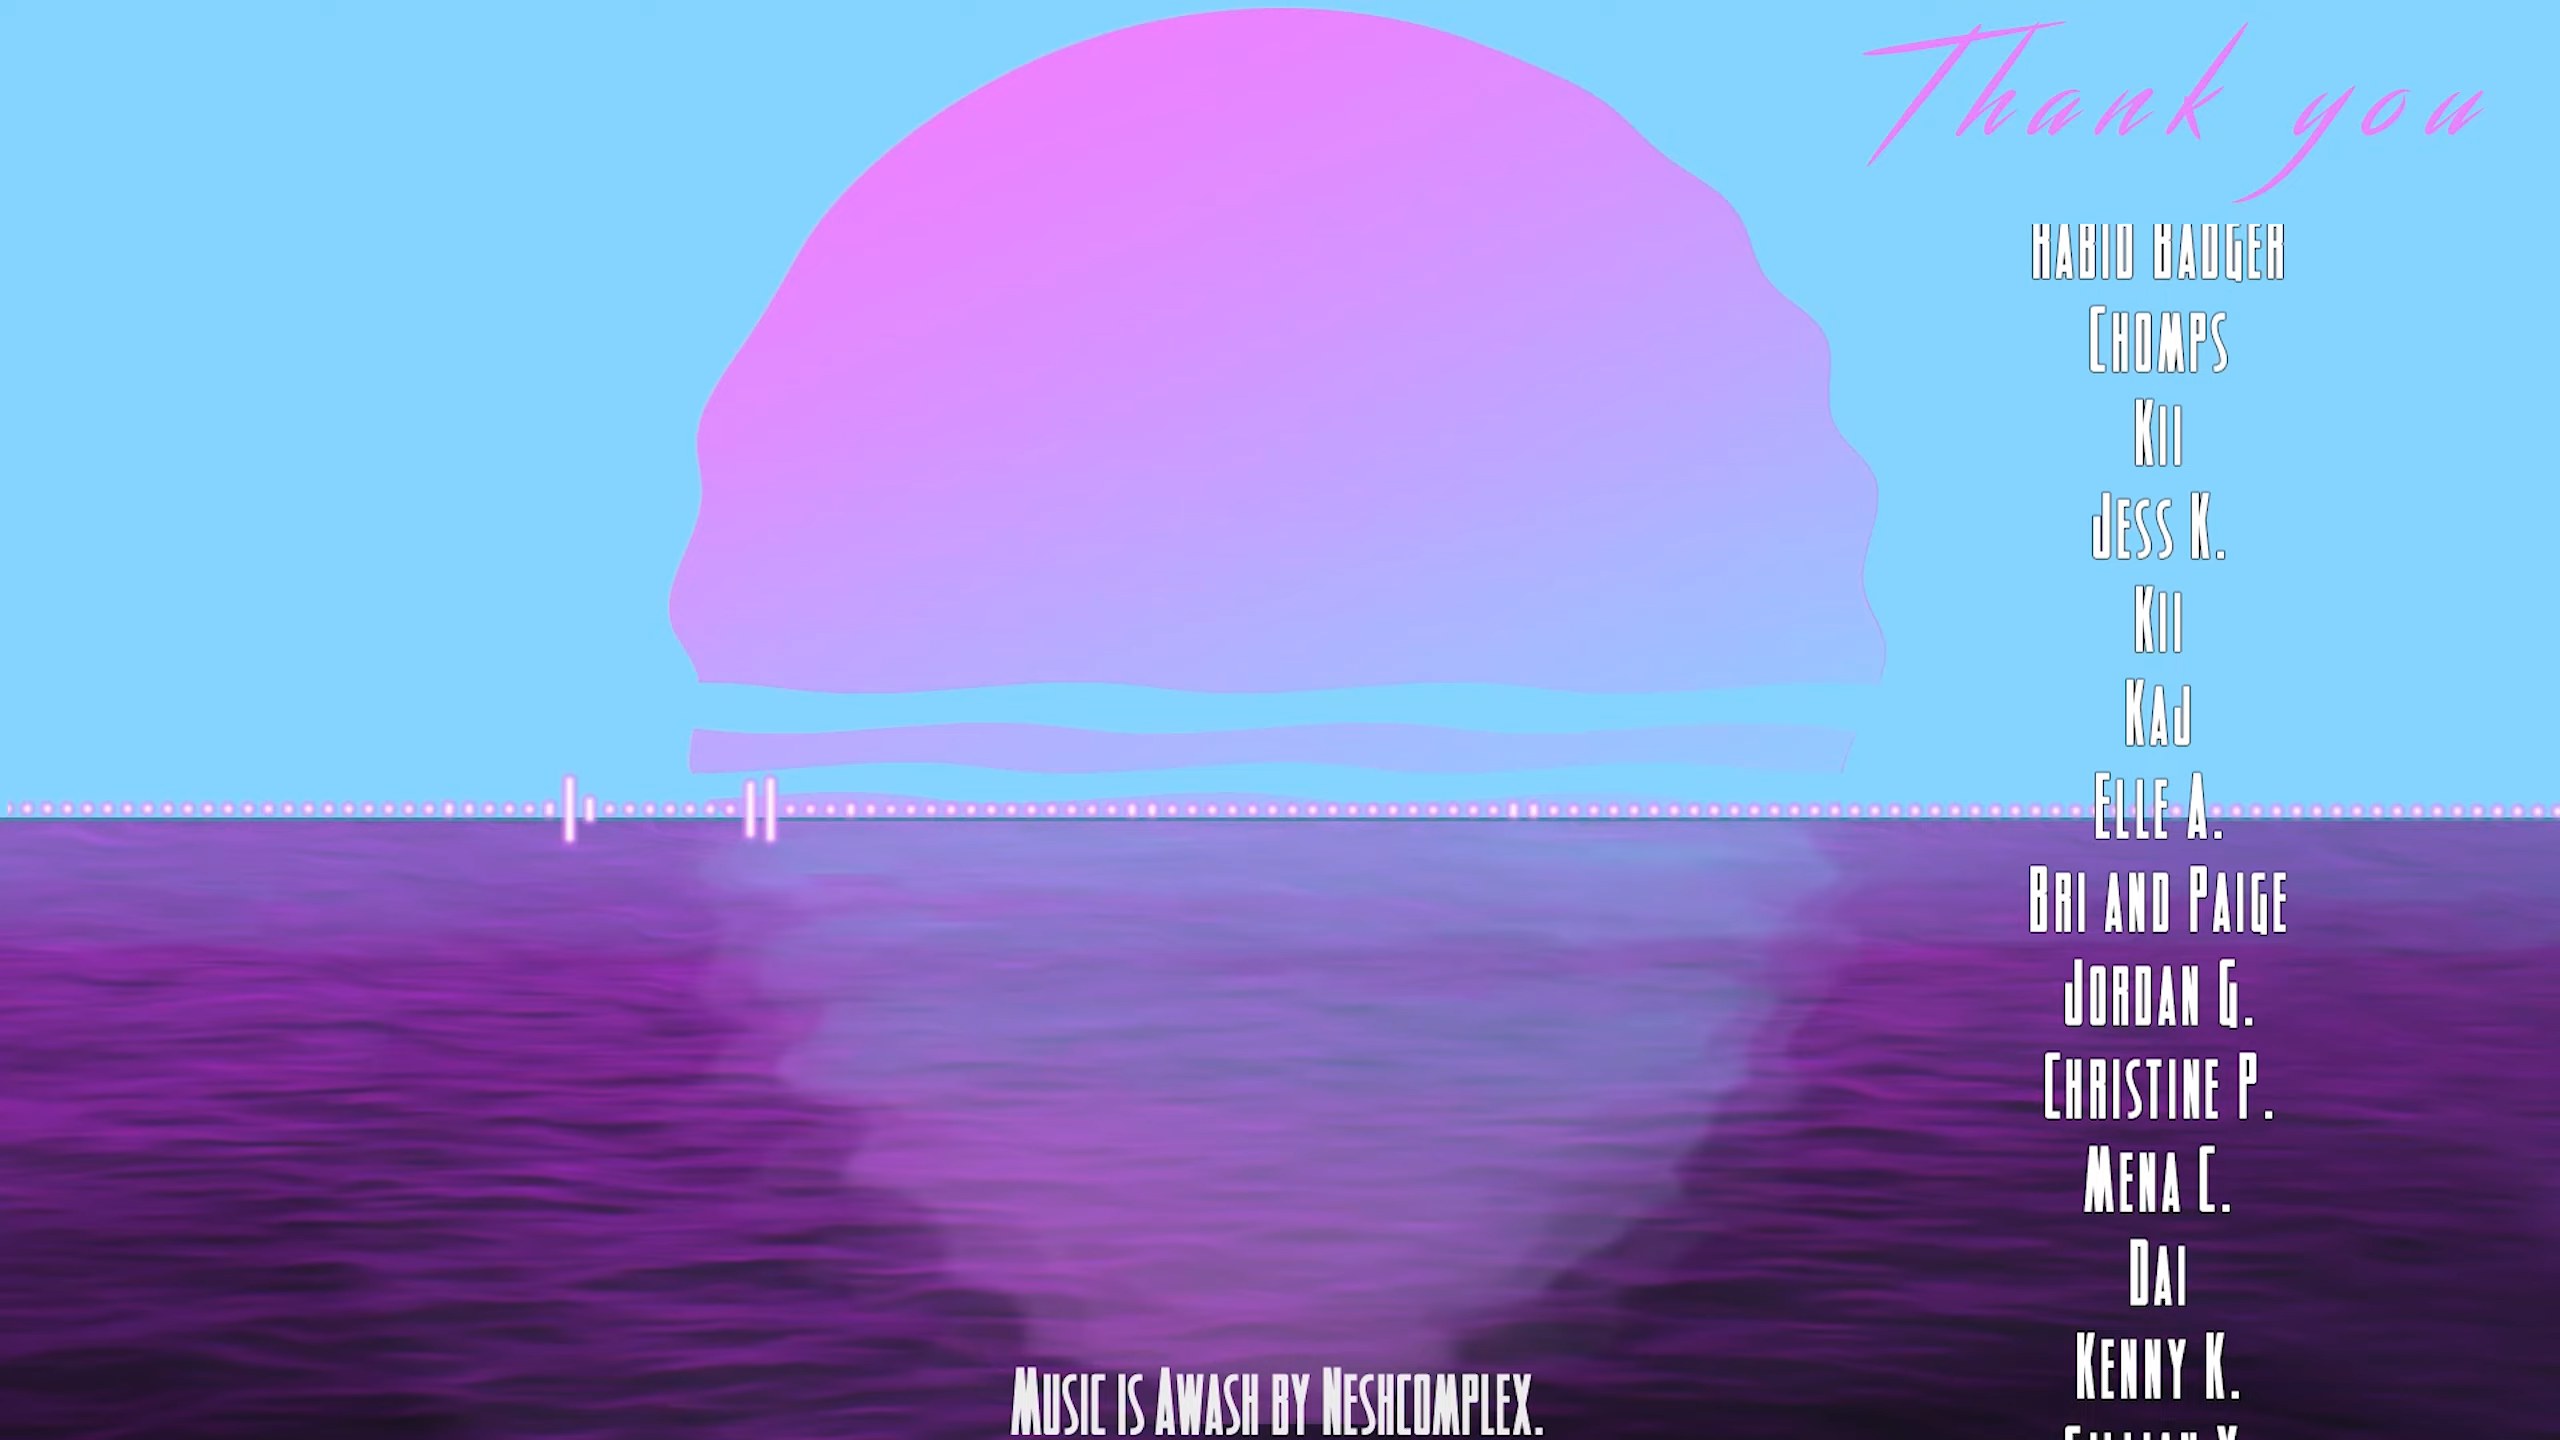 Thank you
Rabid Badger
Chomps
Kii
Jess K.
Kii
Kaj
Elle A.
Bri and Paige
Jordan G.
Christine P.
Mena C.
Dai
Kenny K.
Music is Awash by Neshcomplex.